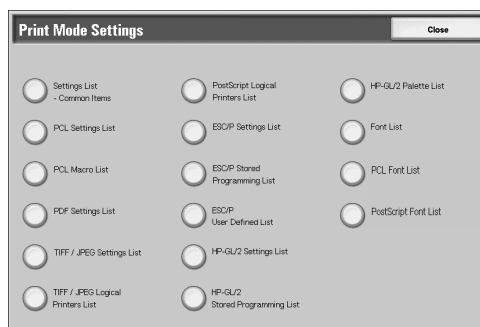 Print Mode Settings
Close
Settings List
- Common Items
PCL Settings List
PCL Macro List
PDF Settings List
TIFF / JPEG Settings List
TIFF / JPEG Logical
Printers List
PostScript Logical
Printers List
ESC/P Settings List
ESC/P Stored
Programming List
ESC/P
User Defined List
HP-GL/2 Settings List
HP-GL/2
Stored Programming List
HP-GL/2 Palette List
Font List
PCL Font List
PostScript Font List